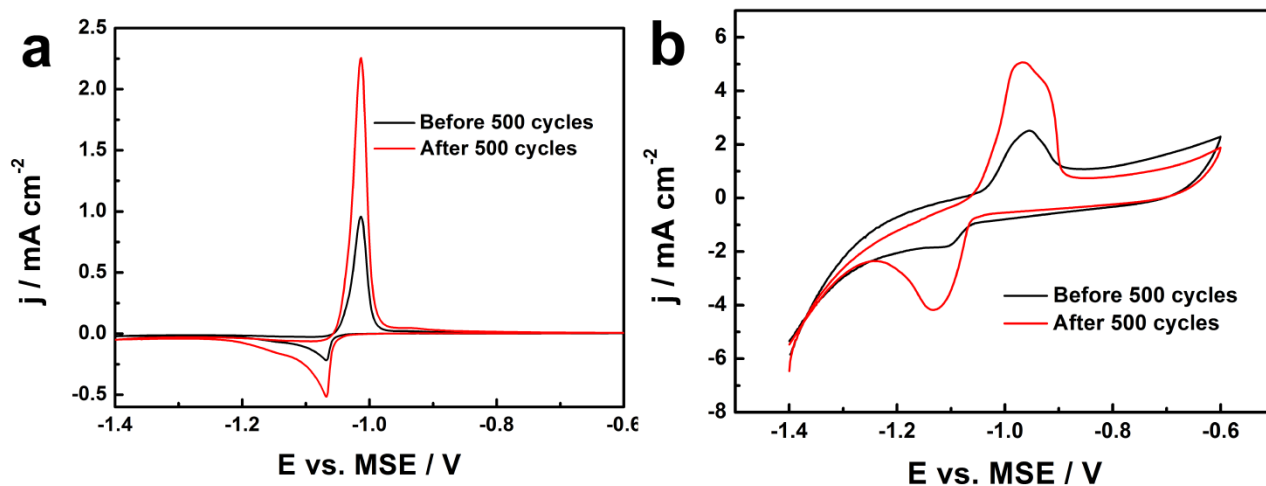 a
2.5
2.0
1.5
1.0
0.5
0.0
-0.5
j / mA cm-2
Before 500 cycles
After 500 cycles
-1.4
-1.2
-1.0
-0.8
-0.6
E vs. MSE / V
b
6
4
2
0
-2
-4
-6
-8
j / mA cm-2
Before 500 cycles
After 500 cycles
-1.4
-1.2
-1.0
-0.8
-0.6
E vs. MSE / V